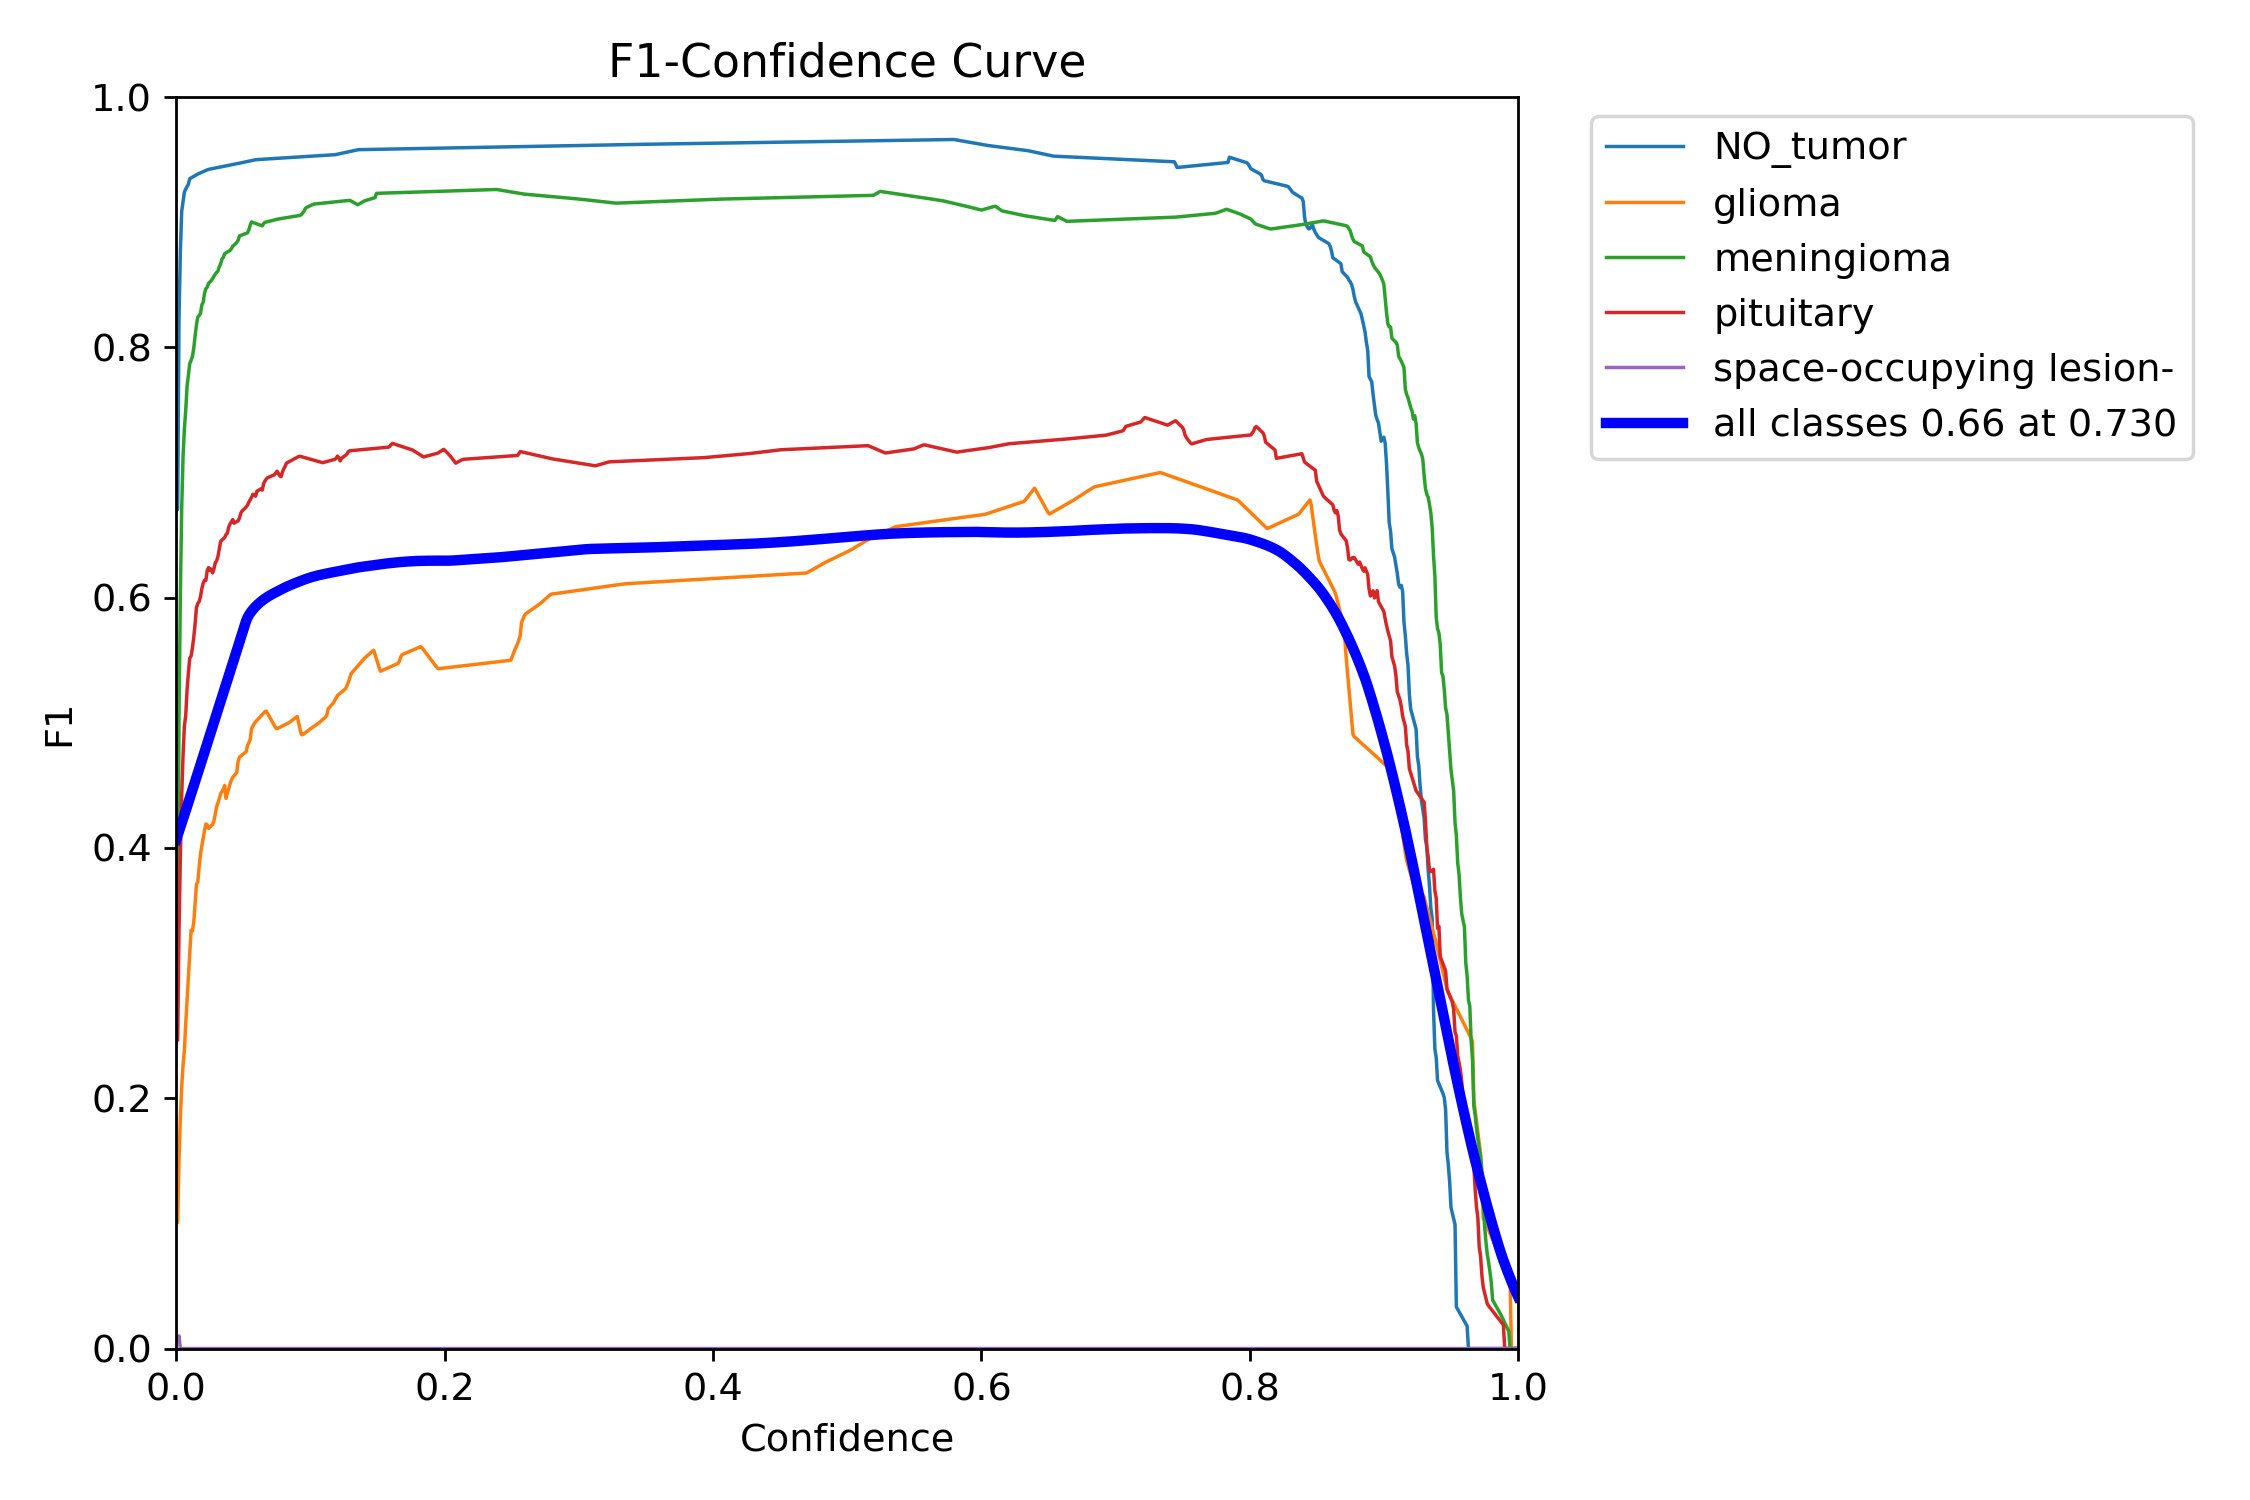 F1-Confidence Curve
NO_tumor
glioma
meningioma
pituitary
space-occupying lesion-
all classes 0.66 at 0.730
1.0
0.8
0.6
0.4
0.2
0.0
F1
0.0 0.2 0.4 0.6 0.8 1.0
Confidence